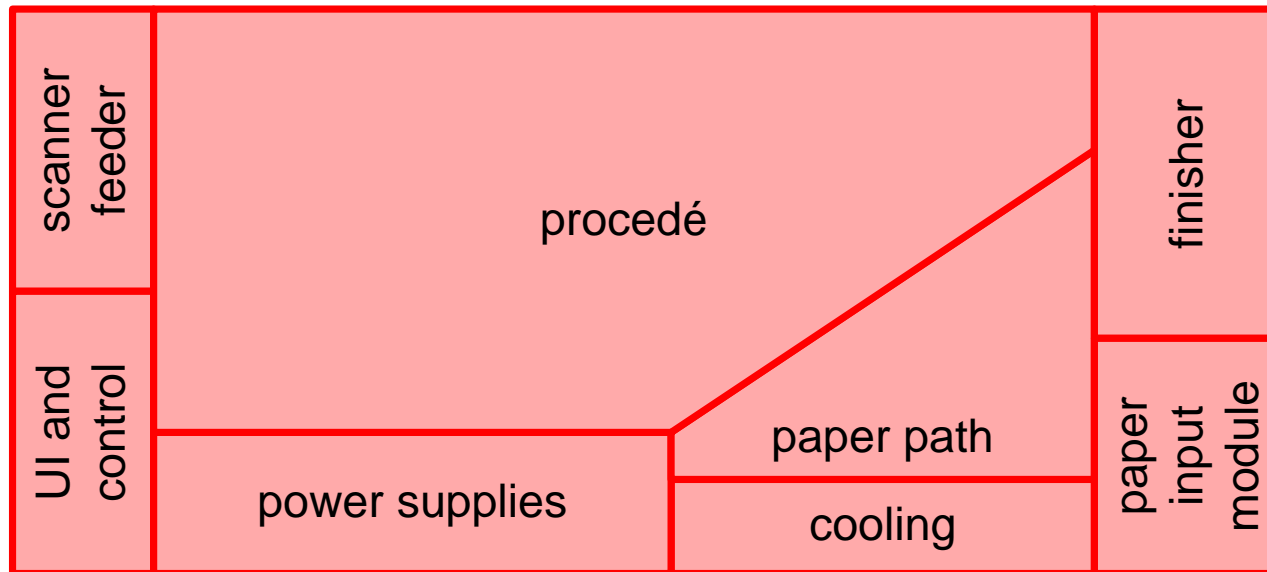 scanner
feeder
UI and
control
procedé
power supplies
paper path
cooling
finisher
paper
input
module